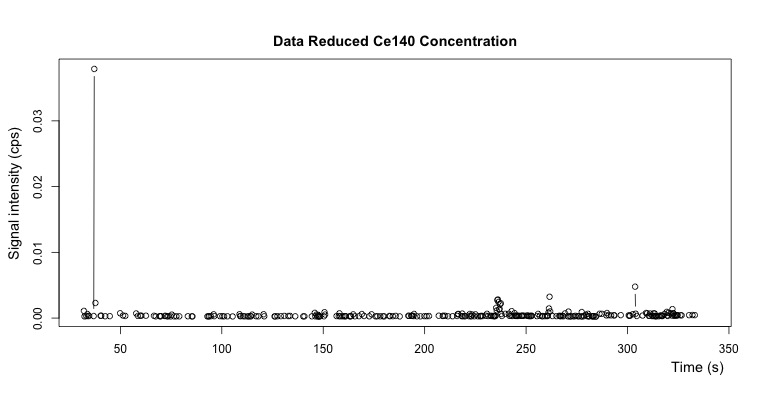 Data Reduced Ce140 Concentration
Signal intensity (cps)
0.03
0.02
0.01
0.00
50 100 150 200 250 300 350
Time (s)